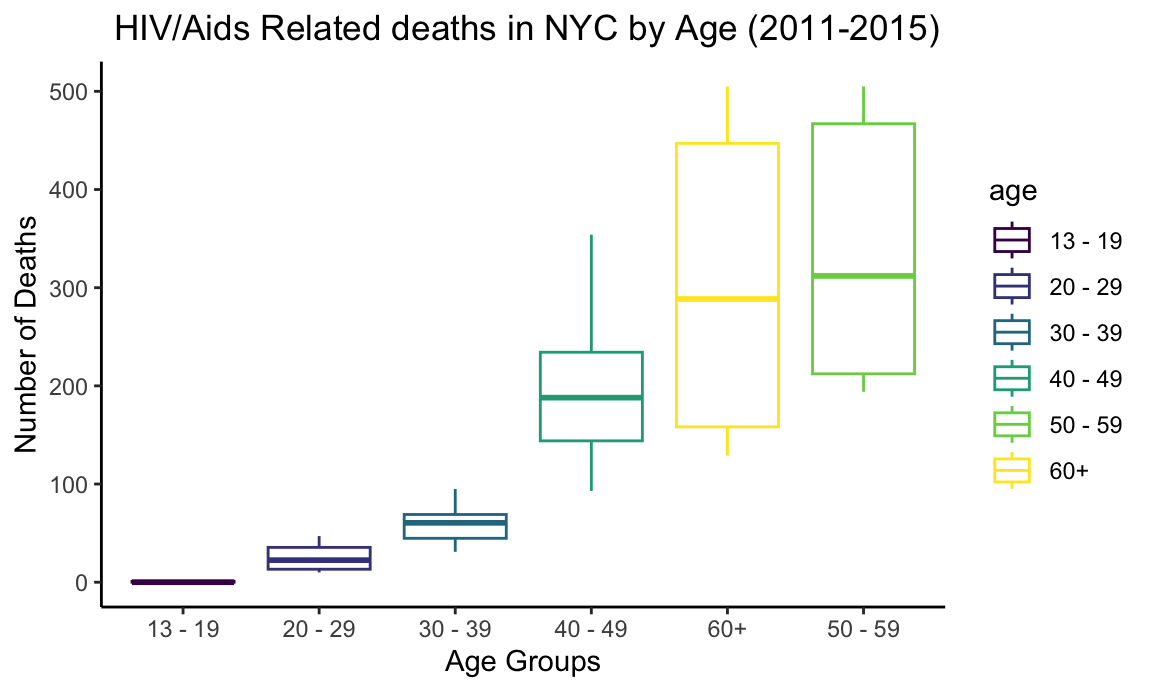 HIV/Aids Related deaths in NYC by Age (2011-2015)
Number of Deaths
500
400
300
200
100
0
13 - 19
20 - 29
30 - 39
40 - 49
60+
50 - 59
Age Groups
age
13 - 19
20 - 29
30 - 39
40 - 49
50 - 59
60+